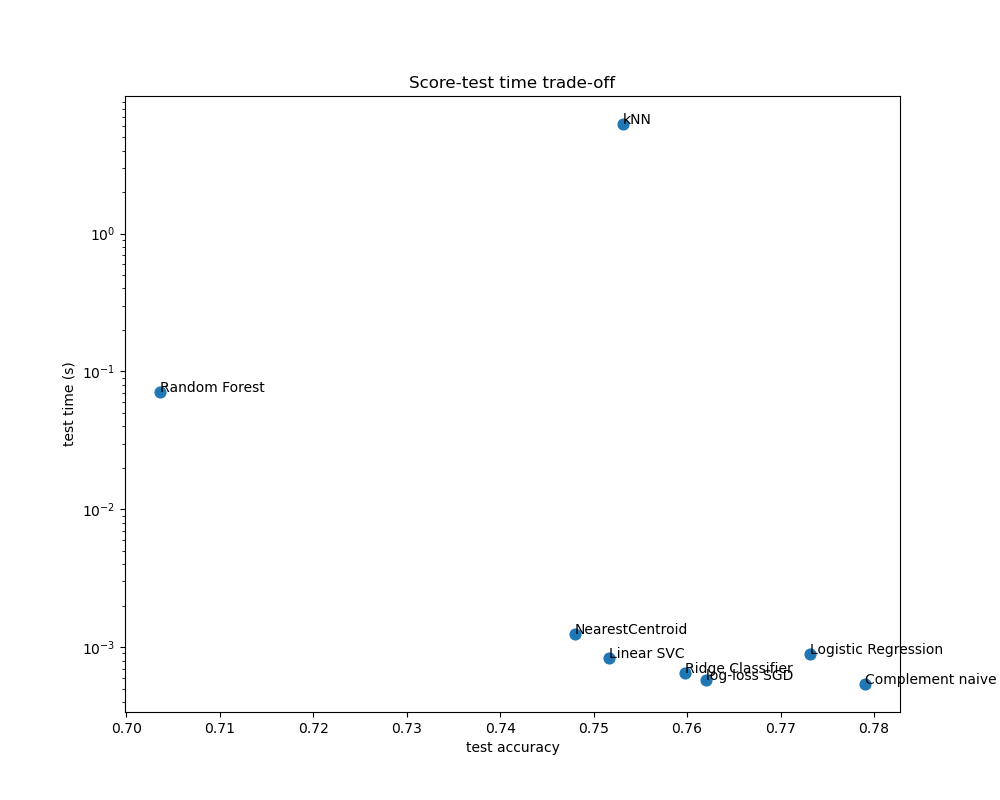 Score-test time trade-off
kNN
10⁰
10⁻¹
Random Forest
test time (s)
10⁻²
NearestCentroid
10⁻³
Logistic Regression
Linear SVC
Ridge Classifier
log-loss SGD
Complement naive
0.70 0.71 0.72 0.73 0.74 0.75 0.76 0.77 0.78
test accuracy